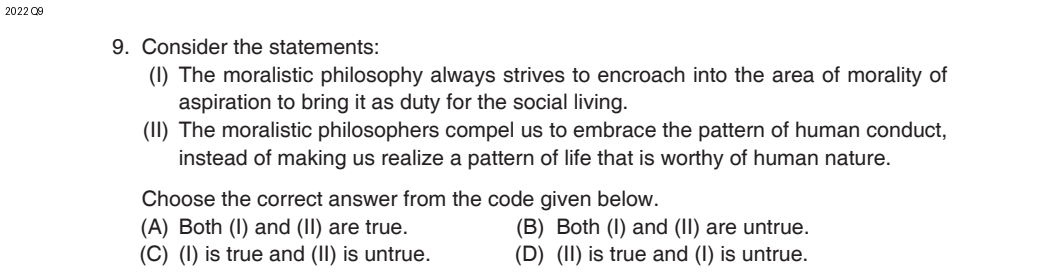 2022 Q9
9. Consider the statements:
(I) The moralistic philosophy always strives to encroach into the area of morality of
aspiration to bring it as duty for the social living.
(II) The moralistic philosophers compel us to embrace the pattern of human conduct,
instead of making us realize a pattern of life that is worthy of human nature.
Choose the correct answer from the code given below.
(A) Both (I) and (II) are true. (B) Both (I) and (II) are untrue.
(C) (I) is true and (II) is untrue. (D) (II) is true and (I) is untrue.